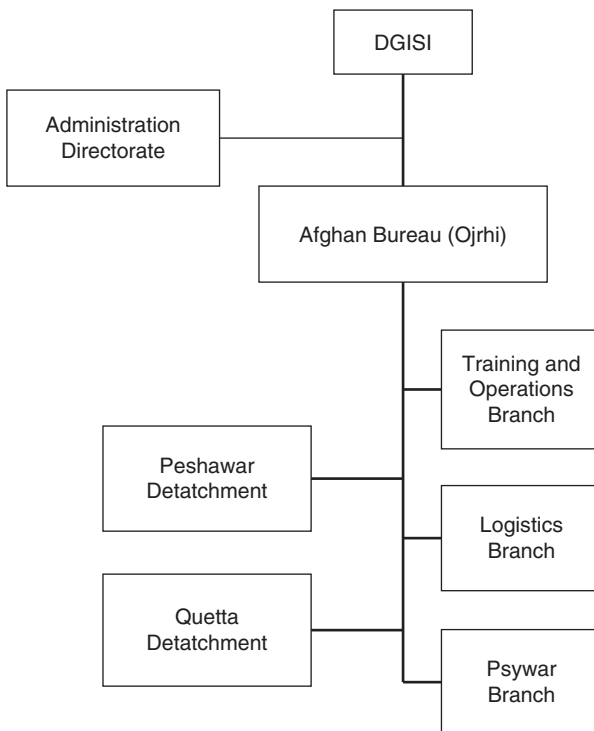 DGISI
Administration
Directorate
Afghan Bureau (Ojrhi)
Training and
Operations
Branch
Peshawar
Detatchment
Logistics
Branch
Quetta
Detatchment
Psywar
Branch